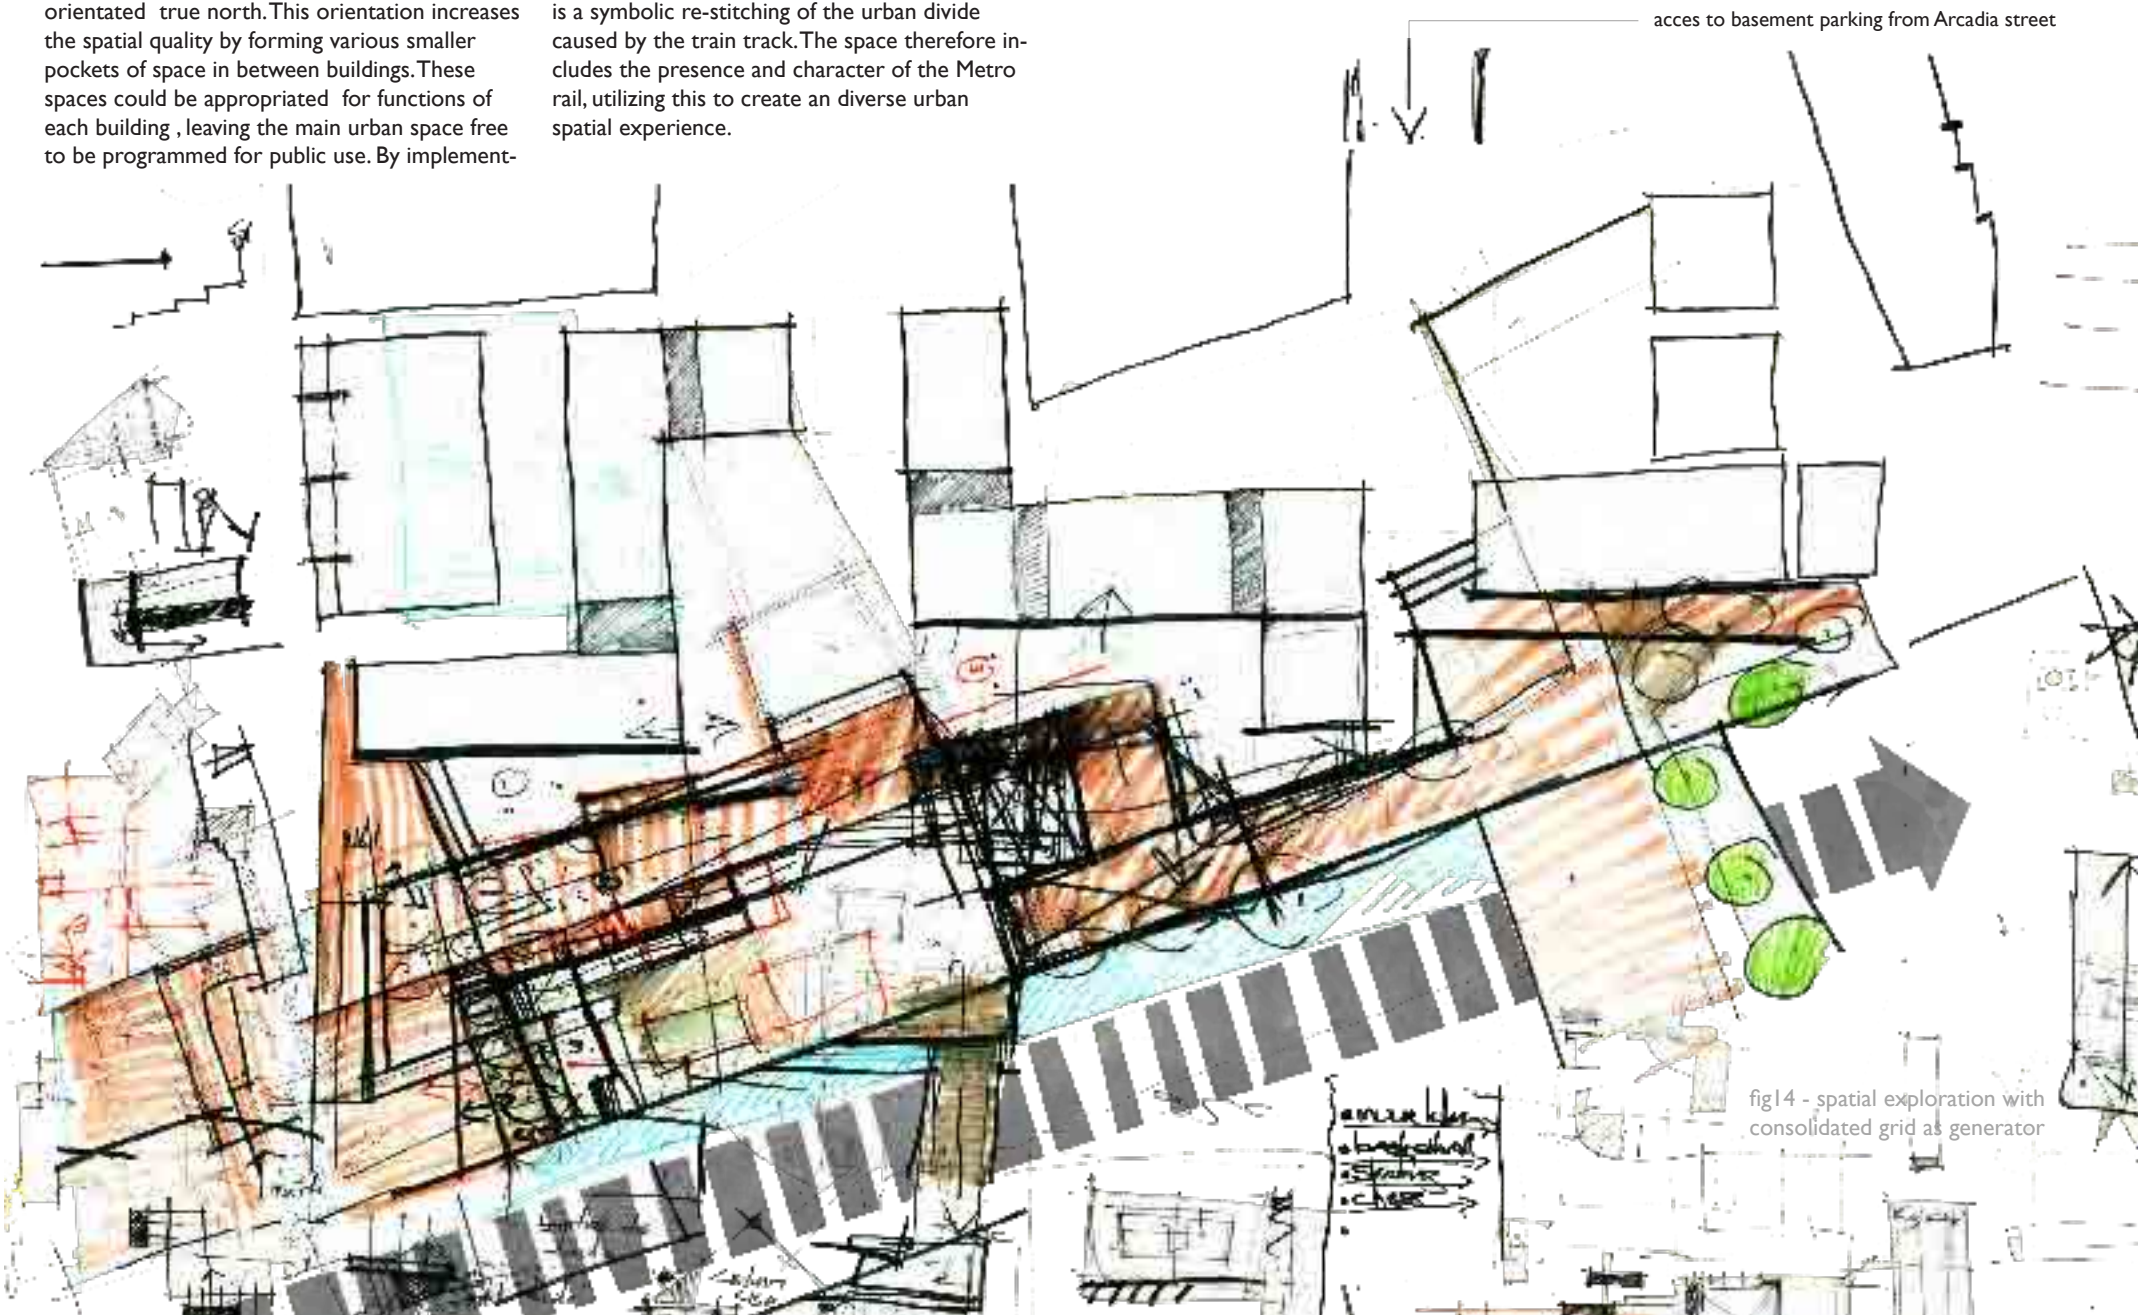 orientated  true north. This orientation increases
the spatial quality by forming various smaller
pockets of space in between buildings. These
spaces could be appropriated  for functions of
each building , leaving the main urban space free
to be programmed for public use. By implement-
is a symbolic re-stitching of the urban divide
caused by the train track. The space therefore in-
cludes the presence and character of the Metro
rail, utilizing this to create an diverse urban
spatial experience.
acces to basement parking from Arcadia street
fig14 - spatial exploration with
consolidated grid as generator